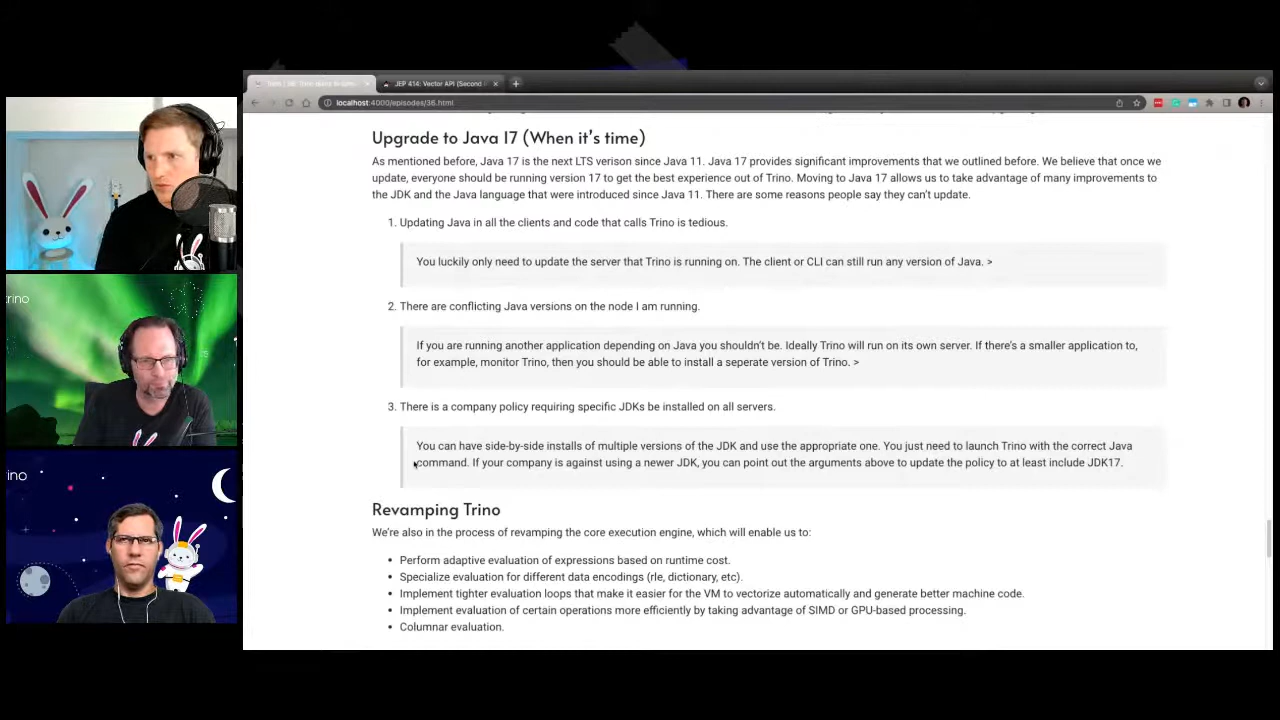 JEP 414: Vector API (Second
localhost:4000/episodes/36.html
Upgrade to Java 17 (When it's time)
As mentioned before, Java 17 is the next LTS verison since Java 11. Java 17 provides significant improvements that we outlined before. We believe that once we
update, everyone should be running version 17 to get the best experience out of Trino. Moving to Java 17 allows us to take advantage of many improvements to
the JDK and the Java language that were introduced since Java 11. There are some reasons people say they can't update.
1. Updating Java in all the clients and code that calls Trino is tedious.
You luckily only need to update the server that Trino is running on. The client or CLI can still run any version of Java. >
2. There are conflicting Java versions on the node I am running.
If you are running another application depending on Java you shouldn't be. Ideally Trino will run on its own server. If there's a smaller application to,
for example, monitor Trino, then you should be able to install a seperate version of Trino. >
3. There is a company policy requiring specific JDKs be installed on all servers.
You can have side-by-side installs of multiple versions of the JDK and use the appropriate one. You just need to launch Trino with the correct Java
command. If your company is against using a newer JDK, you can point out the arguments above to update the policy to at least include JDK17.
Revamping Trino
We're also in the process of revamping the core execution engine, which will enable us to:
• Perform adaptive evaluation of expressions based on runtime cost.
• Specialize evaluation for different data encodings (rle, dictionary, etc).
• Implement tighter evaluation loops that make it easier for the VM to vectorize automatically and generate better machine code.
• Implement evaluation of certain operations more efficiently by taking advantage of SIMD or GPU-based processing.
• Columnar evaluation.
trino
ino